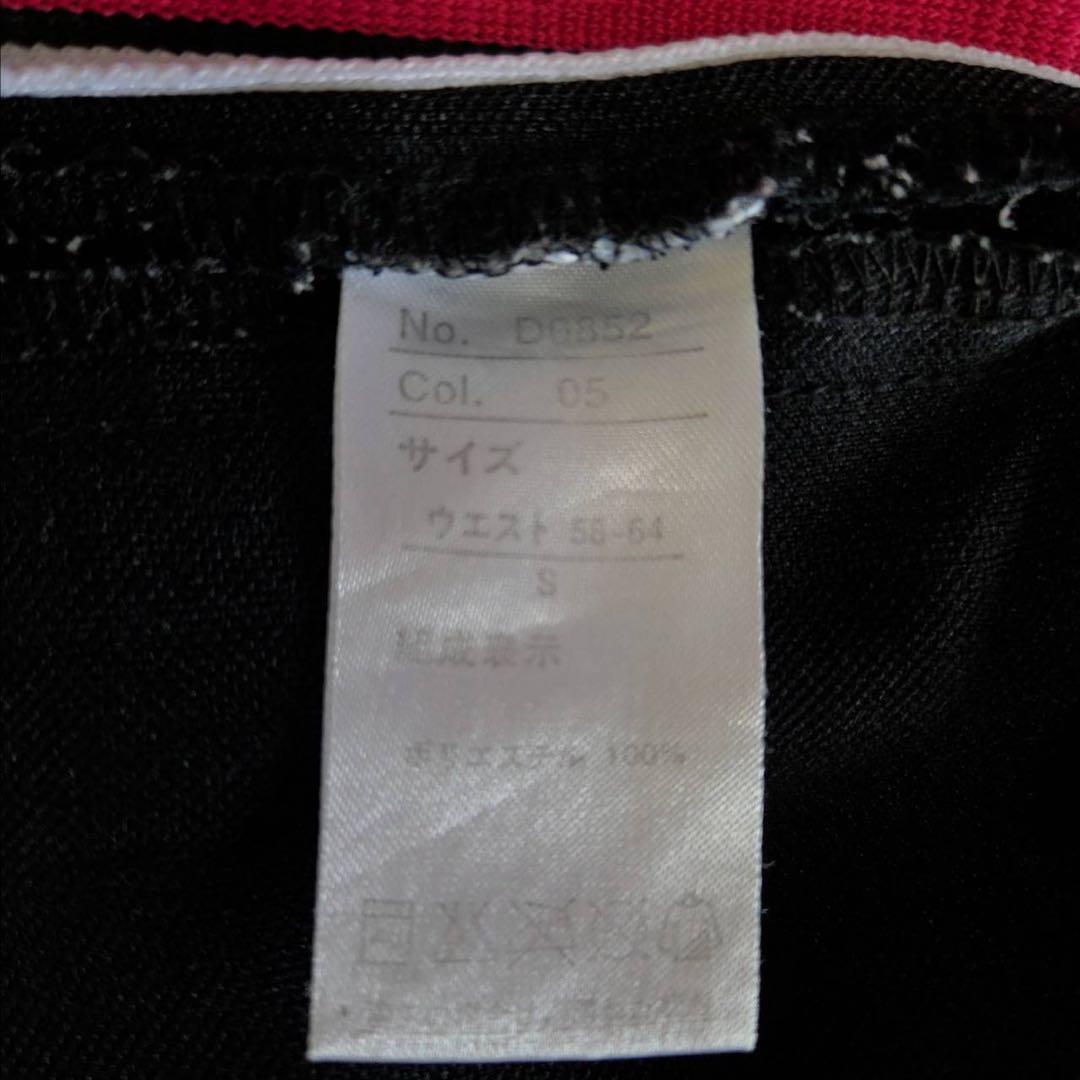 No. D0852
Col. 05
サイズ
ウエスト 58-64
S
組成表示
ポリエステル 100%